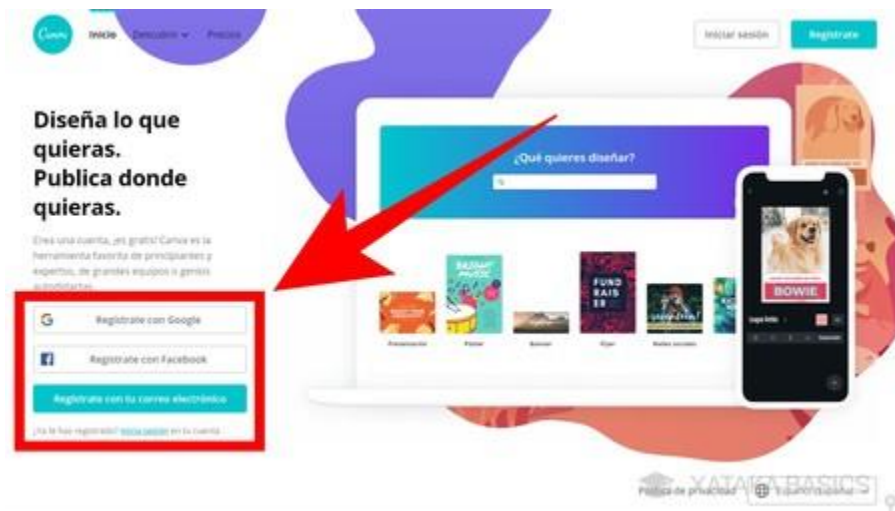 Canva
Inicio Descubrir Precios
Iniciar sesión
Regístrate
Diseña lo que
quieras.
Publica donde
quieras.
Crea una cuenta, ¡es gratis! Canva es la
herramienta favorita de principiantes y
expertos, de grandes equipos o genios
autodidactas.
Regístrate con Google
Regístrate con Facebook
Regístrate con tu correo electrónico
¿Ya te has registrado? Inicia sesión en tu cuenta
¿Qué quieres diseñar?
FUND
RAIS
ER
Presentación
Póster
Banner
Flyer
Redes sociales
BOWIE
Política de privacidad
Español (España)
XATAKA BASICS